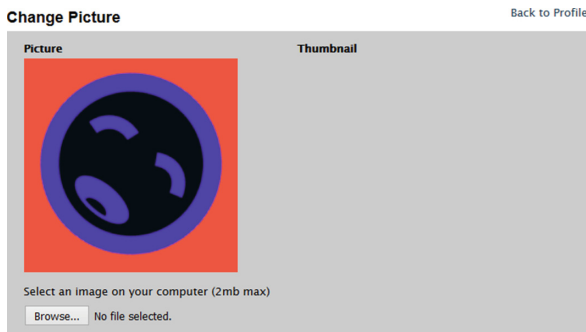 Change Picture
Back to Profile
Picture
Thumbnail
Select an image on your computer (2mb max)
Browse... No file selected.